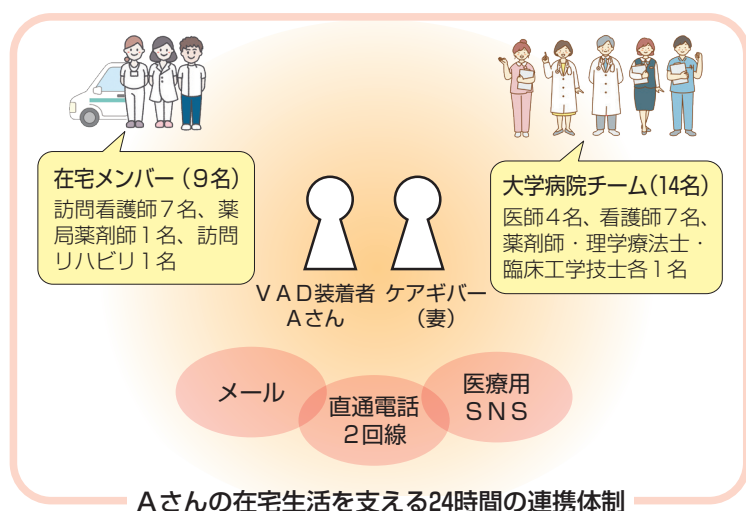 在宅メンバー（９名）
訪問看護師７名、薬
局薬剤師１名、訪問
リハビリ１名
大学病院チーム（14名）
医師４名、看護師７名、
薬剤師・理学療法士・
臨床工学技士各１名
ＶＡＤ装着者
Ａさん
ケアギバー
（妻）
メール
直通電話
２回線
医療用
ＳＮＳ
Ａさんの在宅生活を支える24時間の連携体制